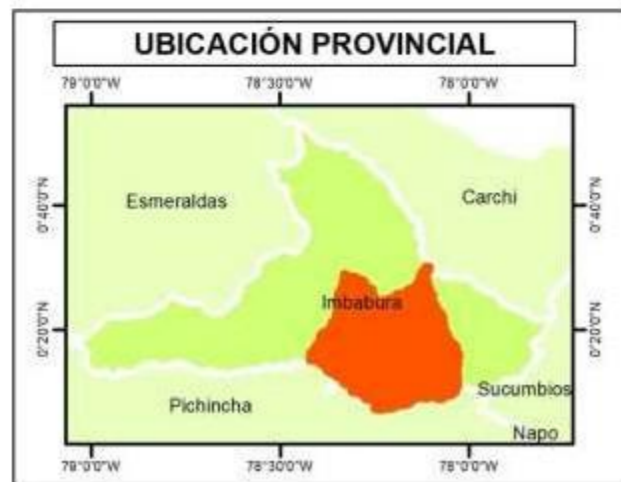 UBICACIÓN PROVINCIAL
79°0'0"W 78°30'0"W 78°0'0"W
Esmeraldas
Carchi
0°40'0"N 0°40'0"N
Imbabura
0°20'0"N 0°20'0"N
Sucumbios
Pichincha
Napo
79°0'0"W 78°30'0"W 78°0'0"W